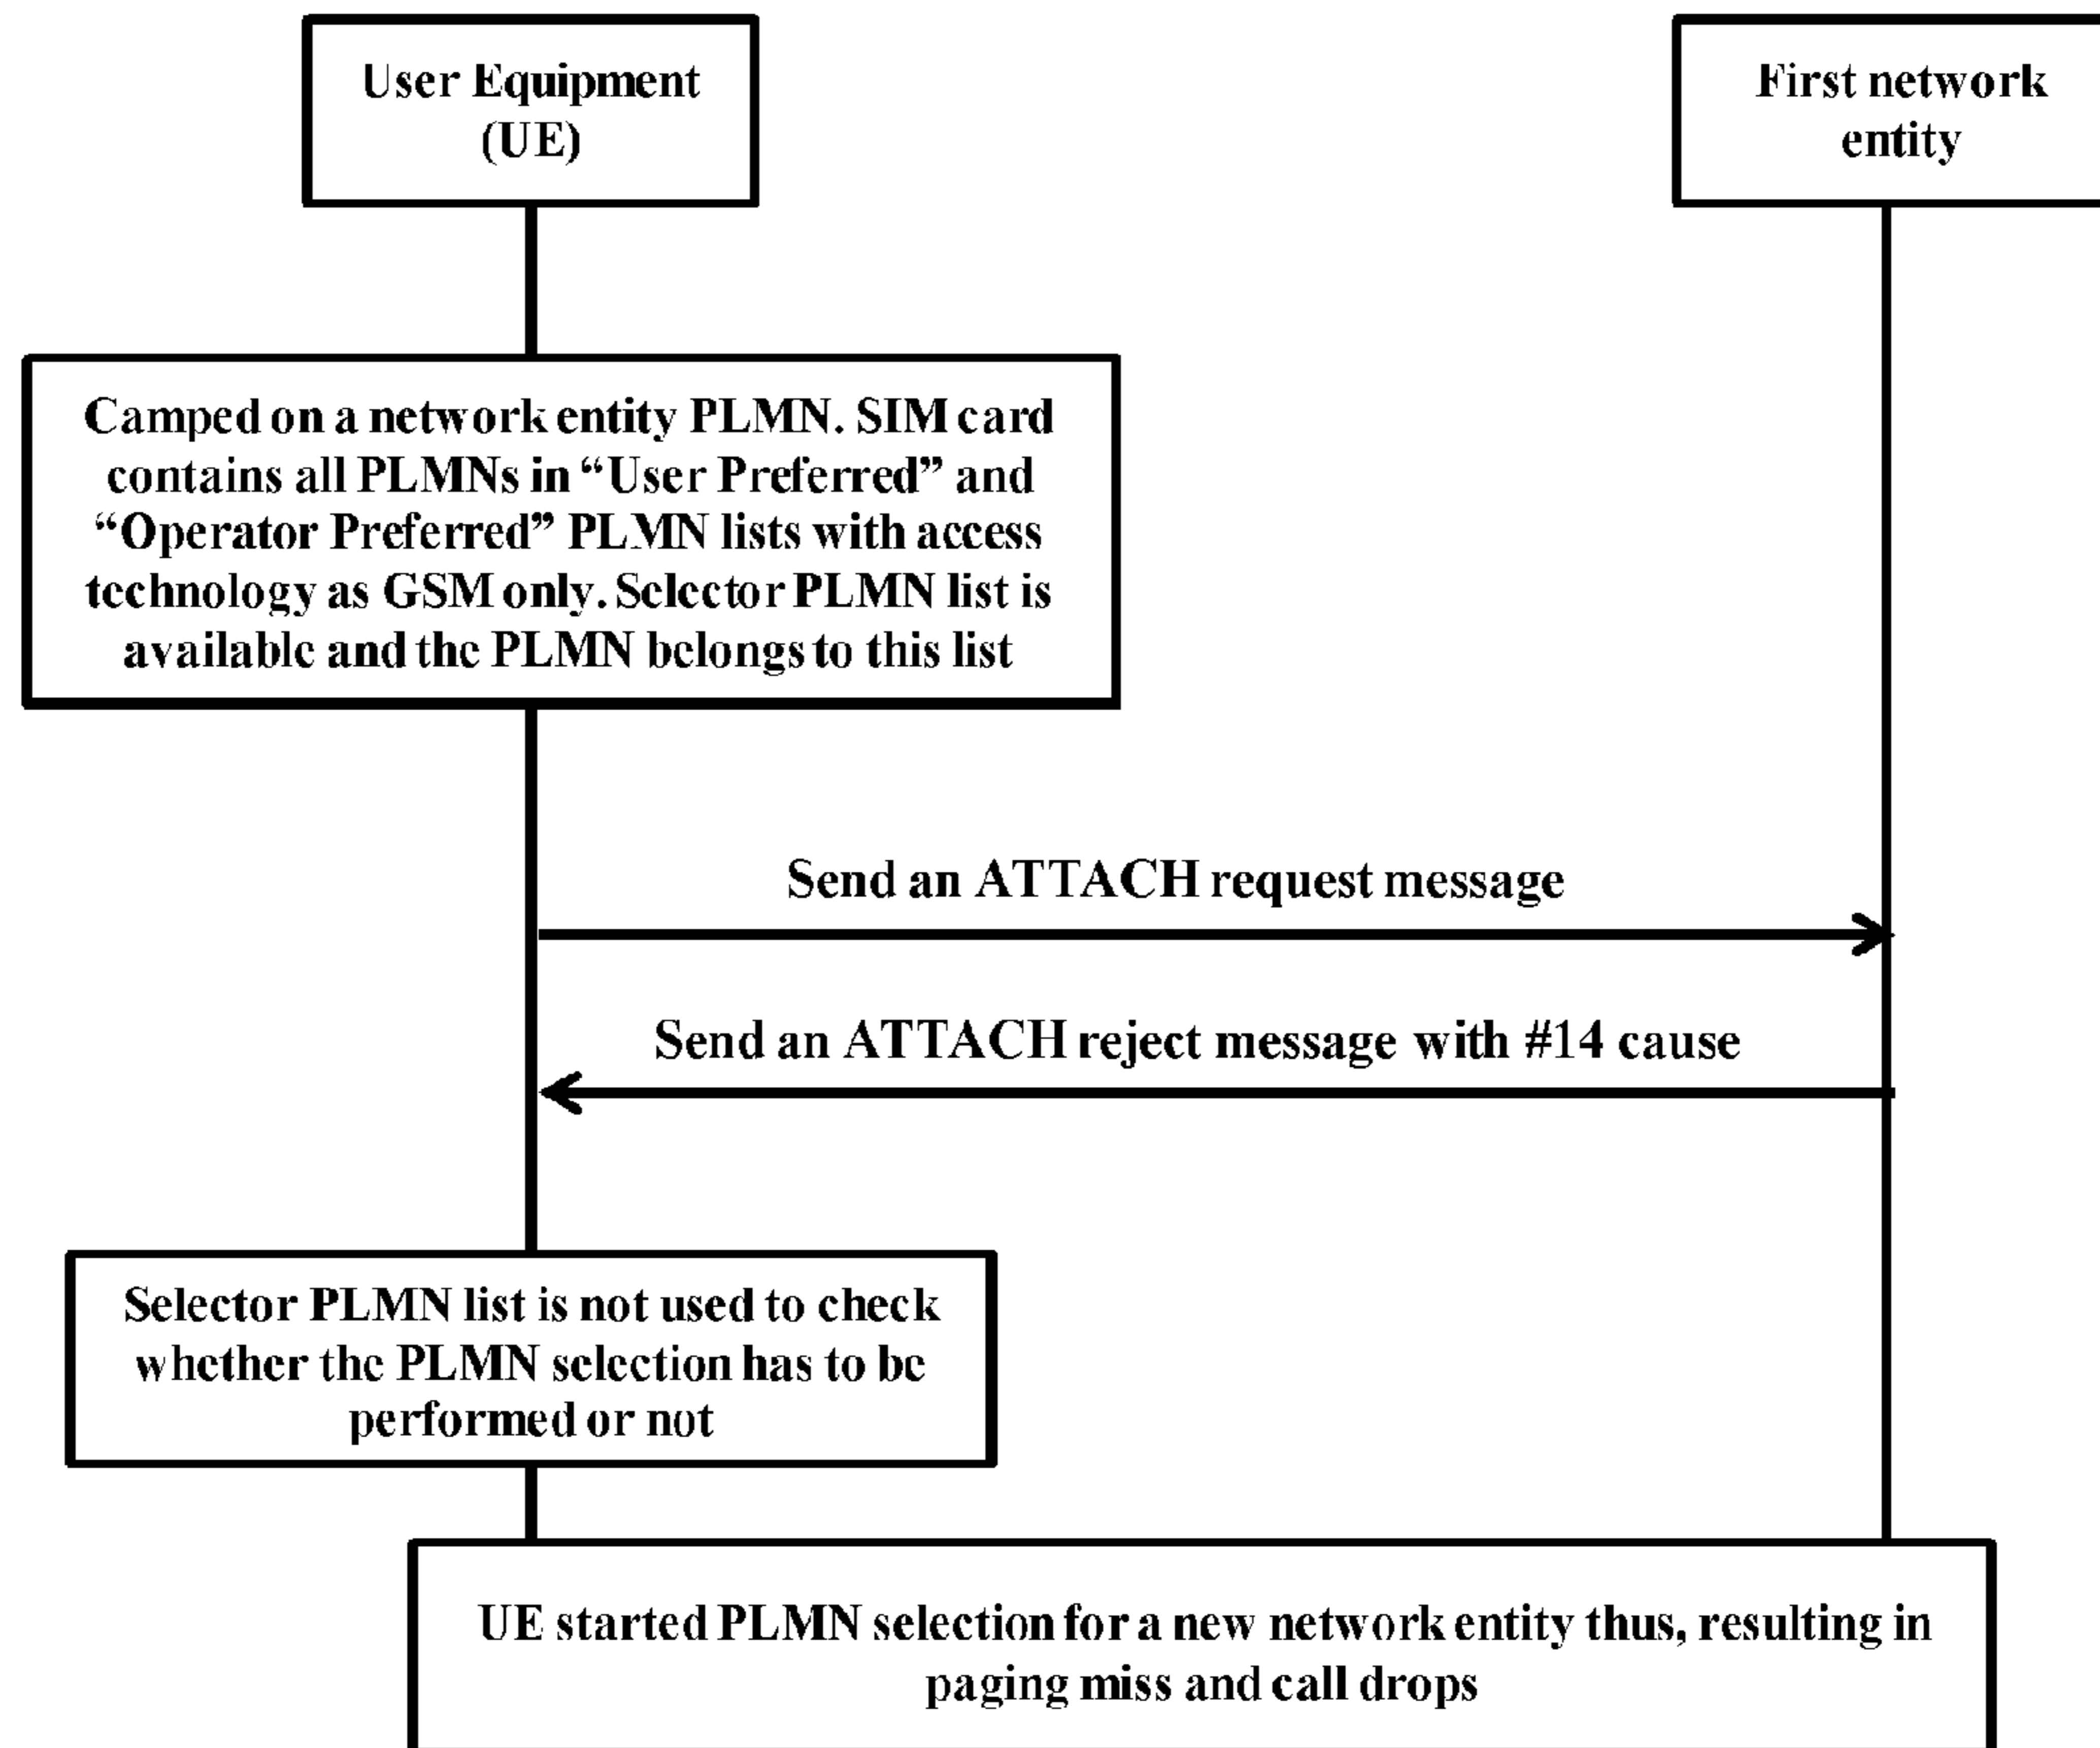 User Equipment
(UE)
First network
entity
Camped on a network entity PLMN. SIM card
contains all PLMNs in “User Preferred” and
“Operator Preferred” PLMN lists with access
technology as GSM only. Selector PLMN list is
available and the PLMN belongs to this list
Send an ATTACH request message
Send an ATTACH reject message with #14 cause
Selector PLMN list is not used to check
whether the PLMN selection has to be
performed or not
UE started PLMN selection for a new network entity thus, resulting in
paging miss and call drops